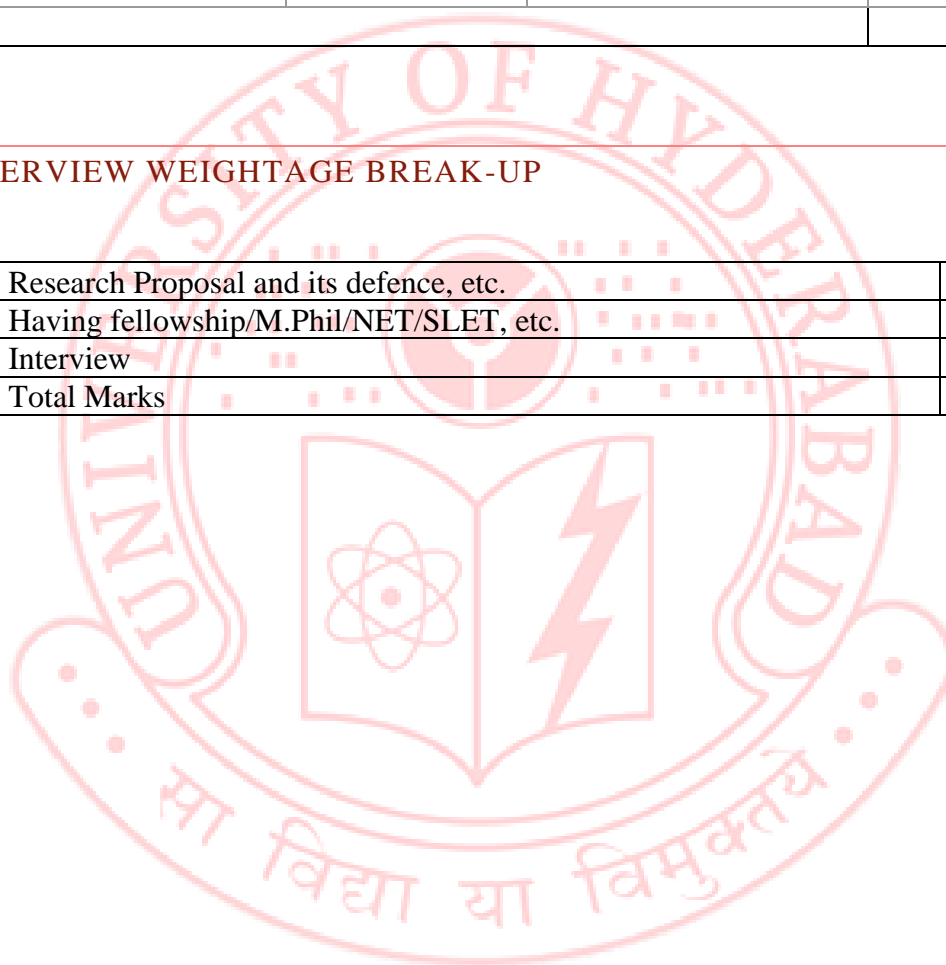 UNIVERSITY OF HYDERABAD
ERVIEW WEIGHTAGE BREAK-UP
Research Proposal and its defence, etc.
Having fellowship/M.Phil/NET/SLET, etc.
Interview
Total Marks
सा विद्या या विमुक्तये